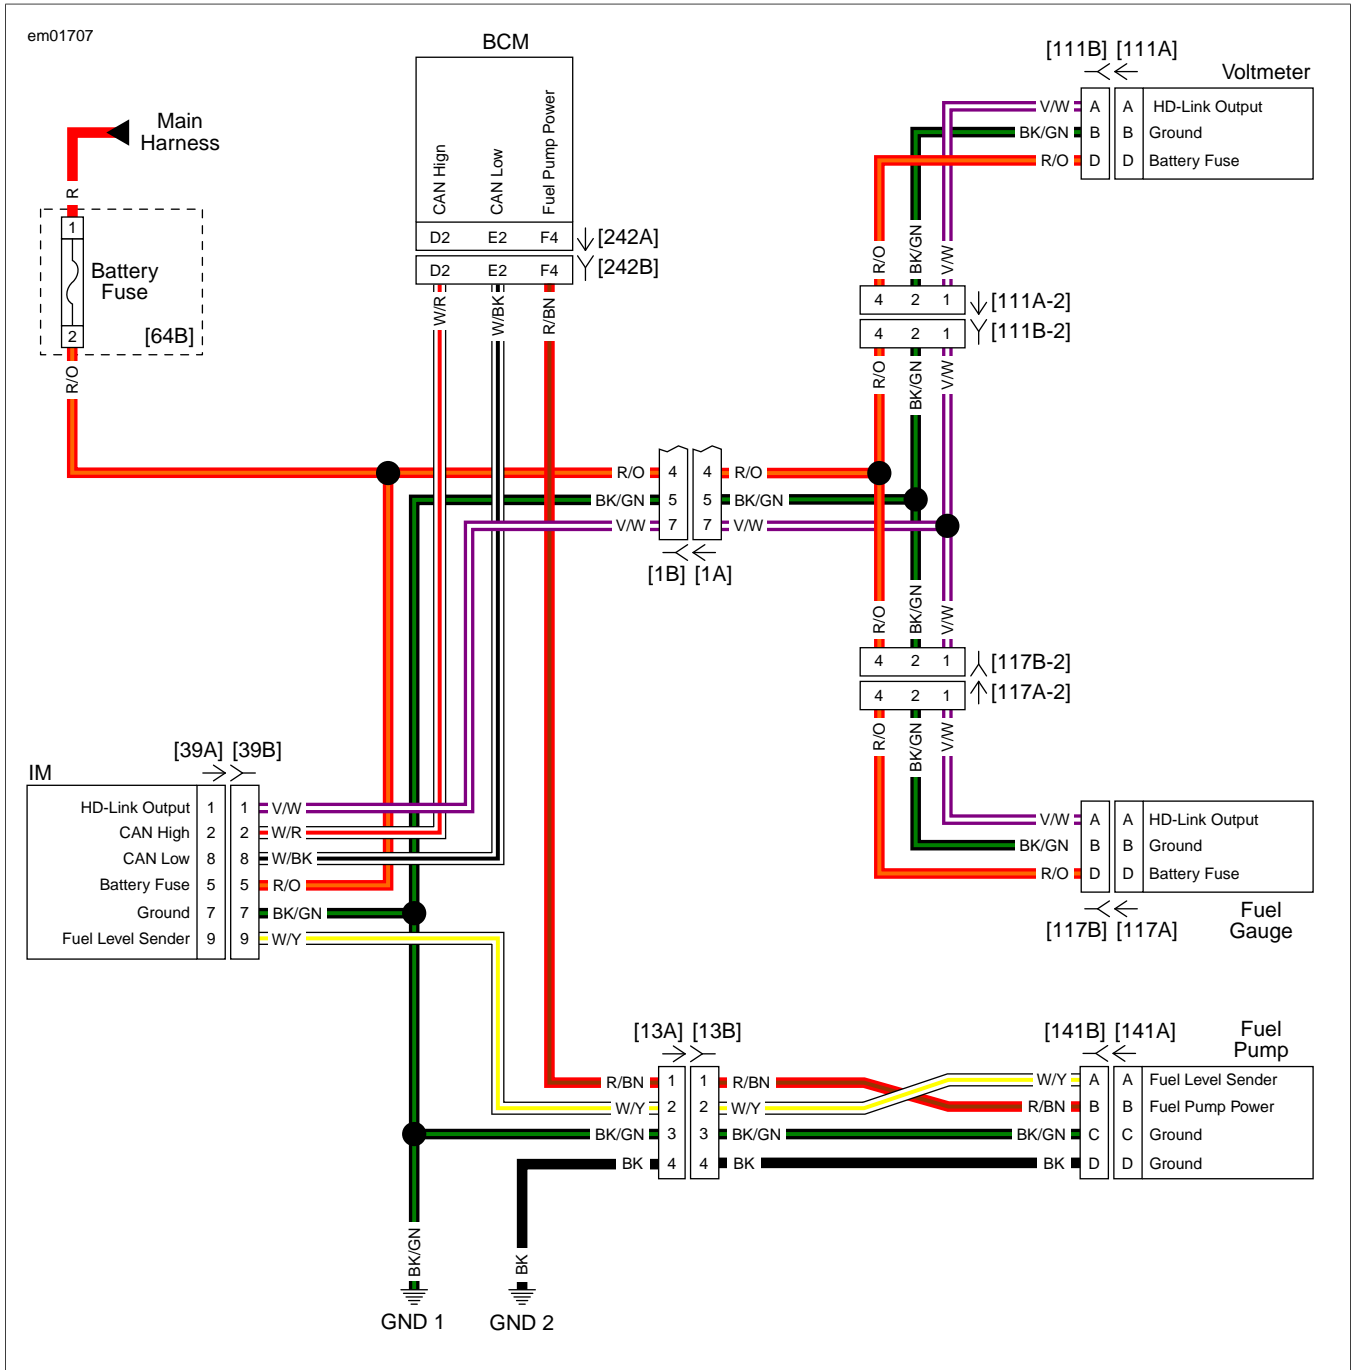 em01707
BCM
[111B] [111A]
Voltmeter
Main
Harness
CAN Hign
CAN Low
Fuel Pump Power
V/W A A HD-Link Output
BK/GN B B Ground
R/O D D Battery Fuse
R
1
Battery
Fuse
2
[64B]
R/O
D2 E2 F4 [242A]
D2 E2 F4 [242B]
W/R
W/BK
R/BN
R/O
BK/GN
V/W
4 2 1 [111A-2]
4 2 1 [111B-2]
R/O
BK/GN
V/W
R/O 4 4 R/O
BK/GN 5 5 BK/GN
V/W 7 7 V/W
[1B] [1A]
R/O
BK/GN
V/W
4 2 1 [117B-2]
4 2 1 [117A-2]
R/O
BK/GN
V/W
[39A] [39B]
IM
HD-Link Output 1 1 V/W
CAN High 2 2 W/R
CAN Low 8 8 W/BK
Battery Fuse 5 5 R/O
Ground 7 7 BK/GN
Fuel Level Sender 9 9 W/Y
V/W A A HD-Link Output
BK/GN B B Ground
R/O D D Battery Fuse
[117B] [117A]
Fuel
Gauge
[13A] [13B]
[141B] [141A]
Fuel
Pump
R/BN 1 1 R/BN
W/Y 2 2 W/Y
BK/GN 3 3 BK/GN
BK 4 4 BK
W/Y A A Fuel Level Sender
R/BN B B Fuel Pump Power
BK/GN C C Ground
BK D D Ground
BK/GN
BK
GND 1
GND 2